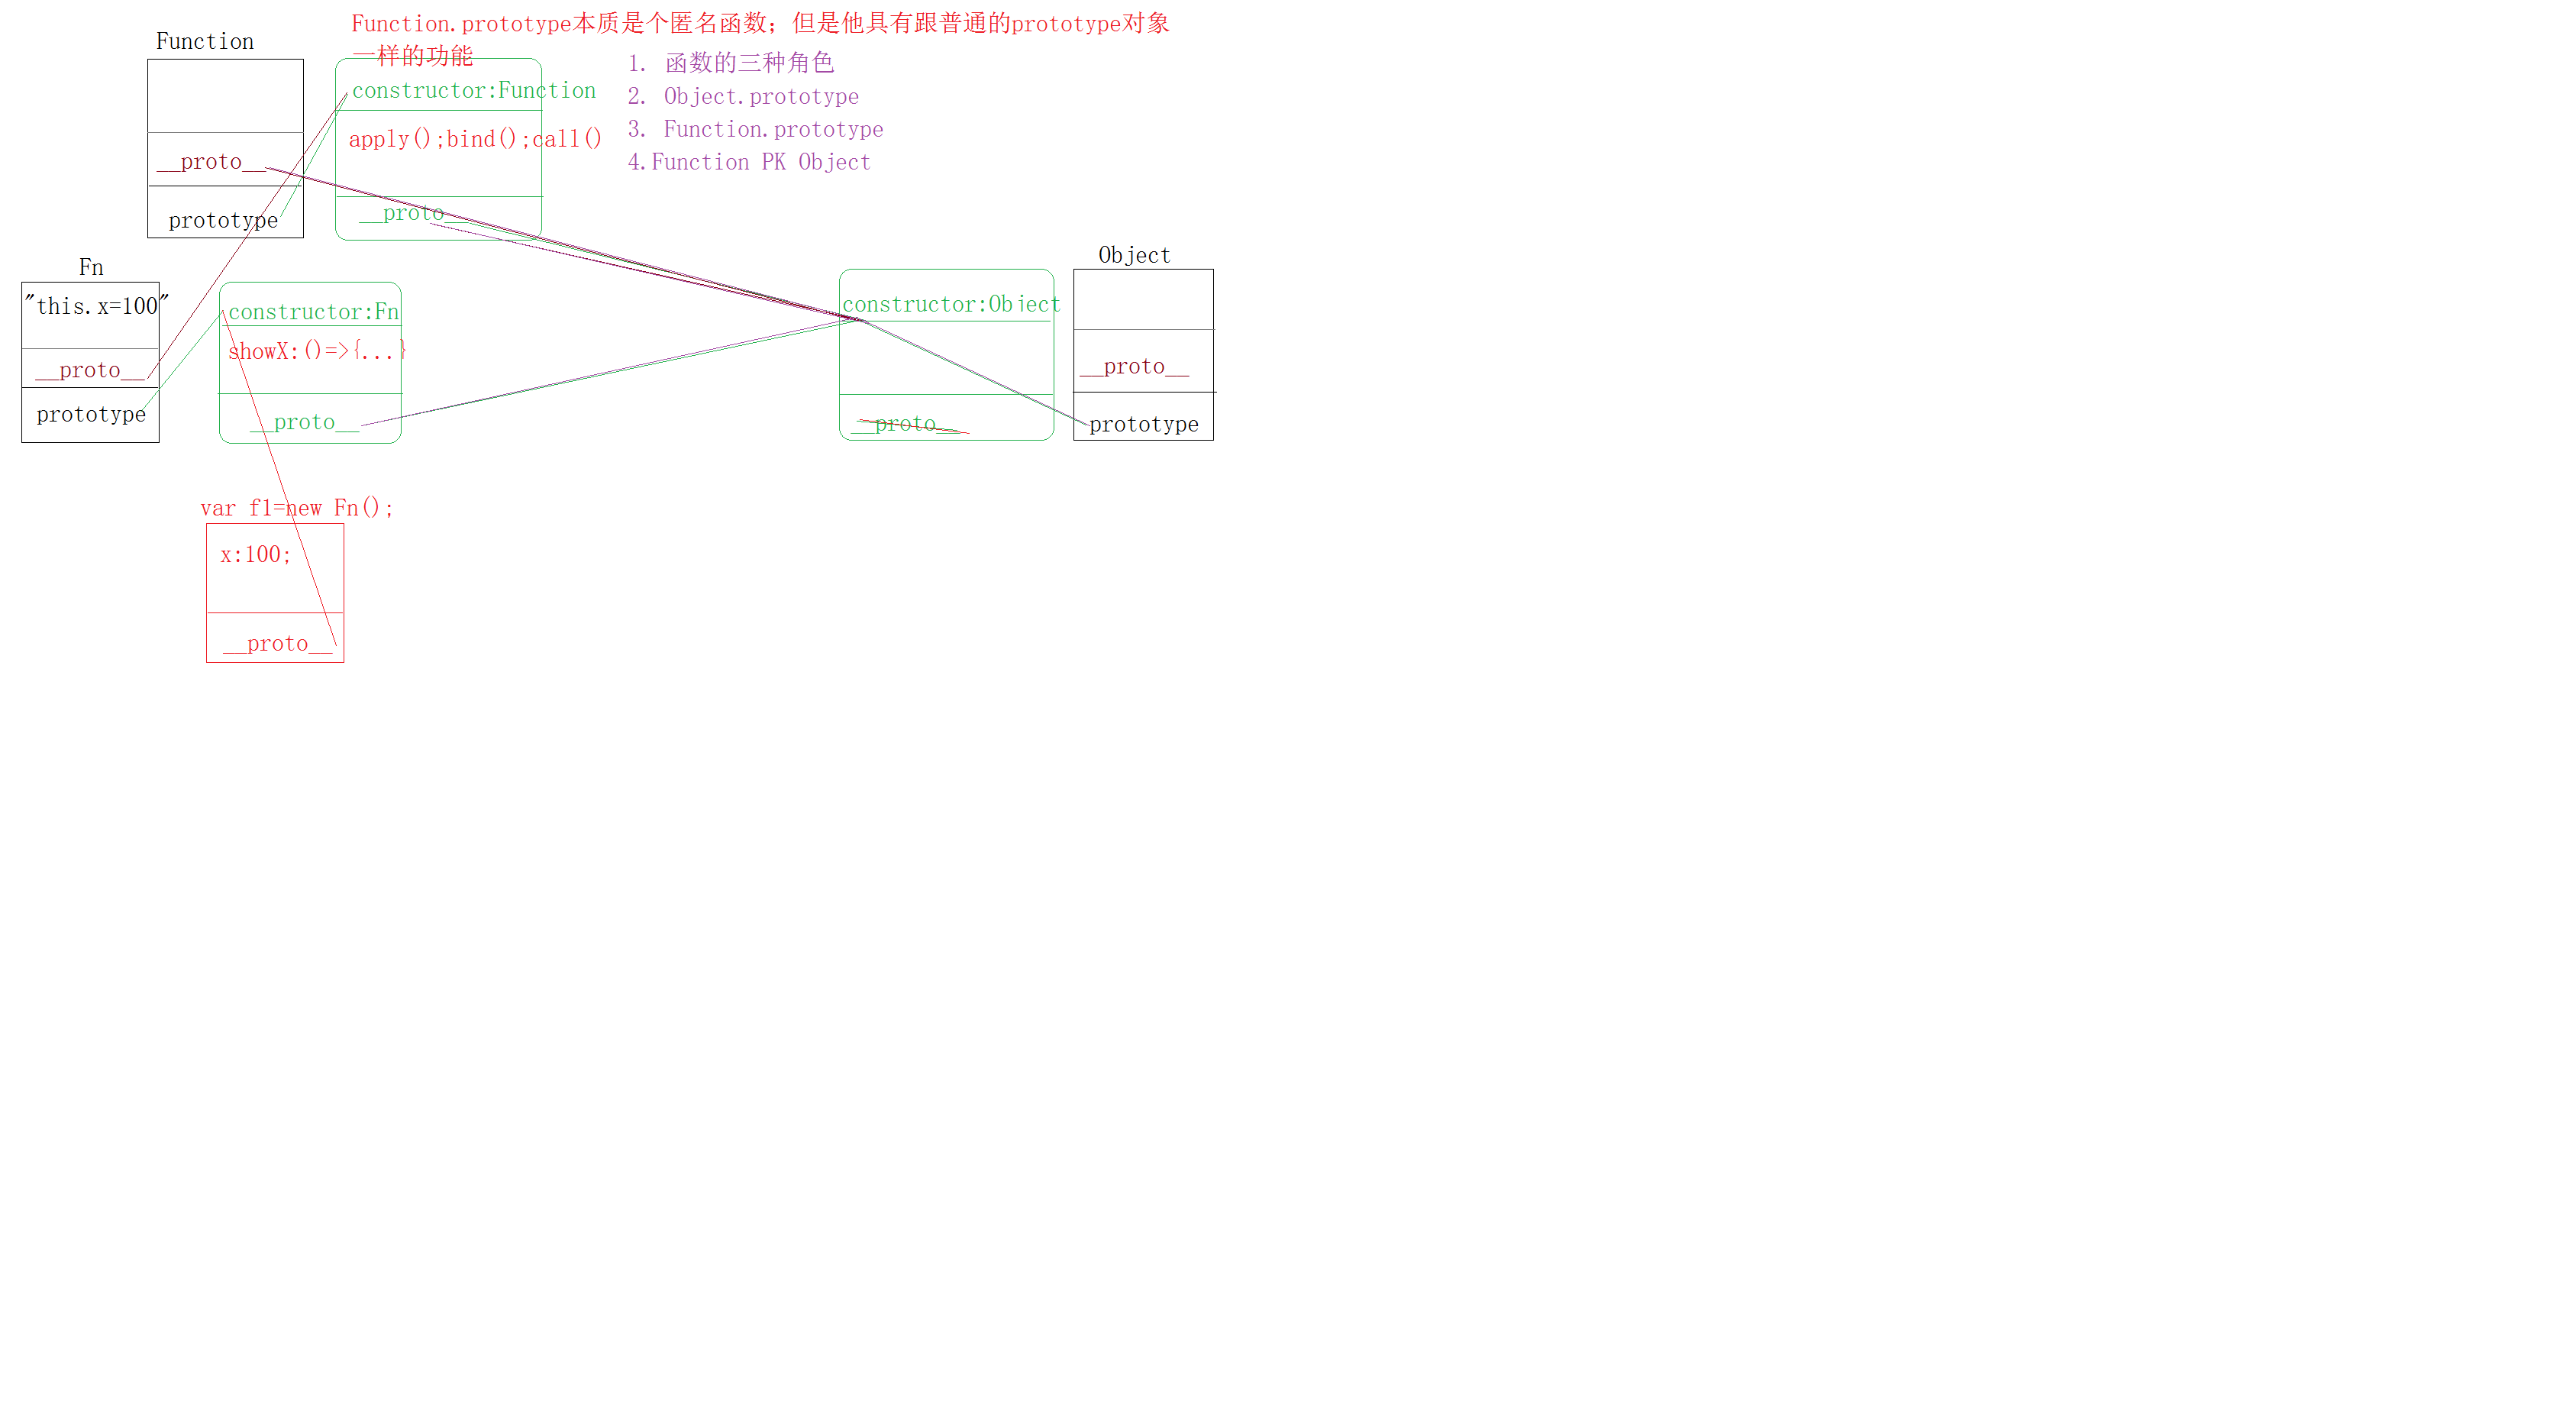 Function.prototype本质是个匿名函数；但是他具有跟普通的prototype对象
一样的功能
Function
__proto__
prototype
constructor:Function
apply();bind();call()
__proto__
1. 函数的三种角色
2. Object.prototype
3. Function.prototype
4.Function PK Object
Fn
"this.x=100"
__proto__
prototype
constructor:Fn
showX:()=>{...}
__proto__
constructor:Object
__proto__
Object
__proto__
prototype
var f1=new Fn();
x:100;
__proto__